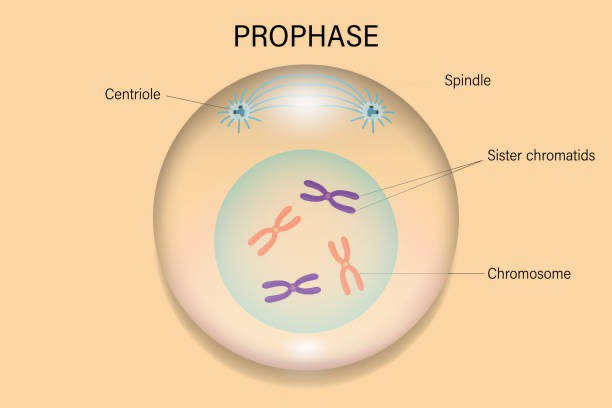 PROPHASE
Centriole
Spindle
Sister chromatids
Chromosome